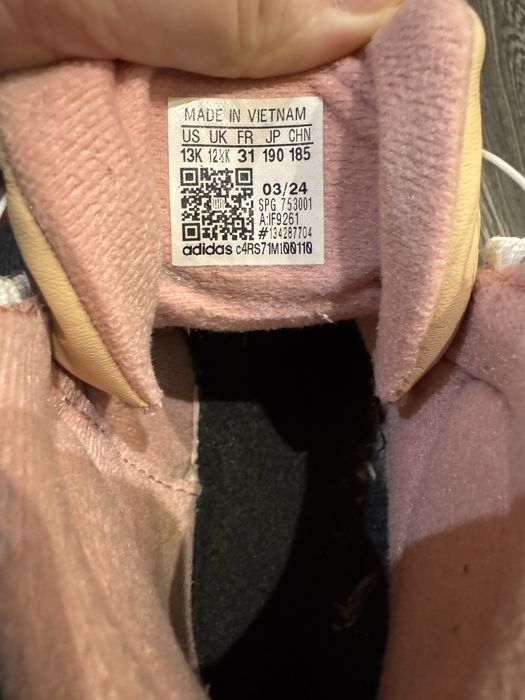 MADE IN VIETNAM
US UK FR JP CHN
13K 12½K 31 190 185
03/24
SPG 753001
A:IF9261
#134287704
adidas c4RS71M100110